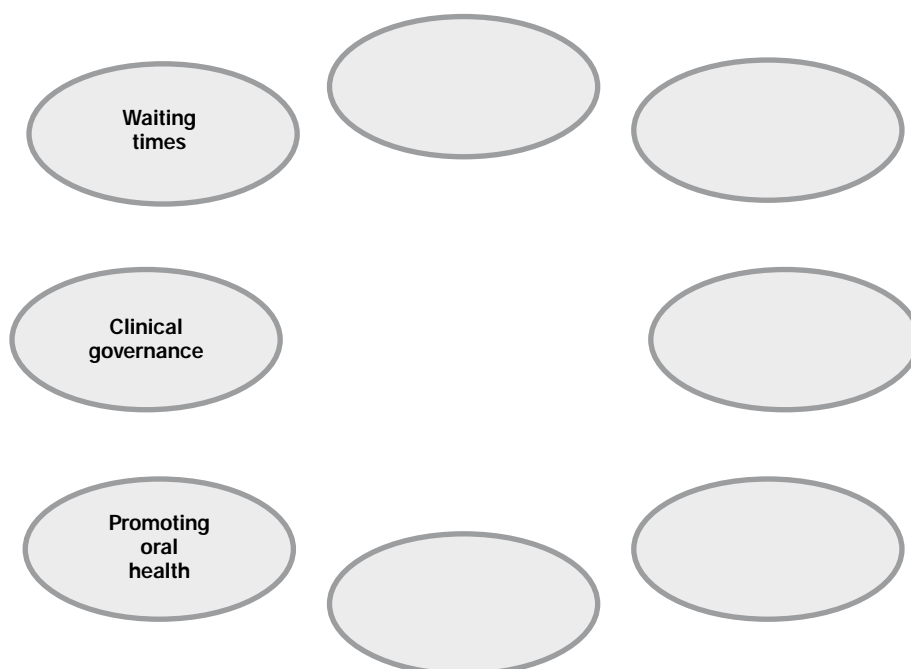 Waiting
times
Clinical
governance
Promoting
oral
health